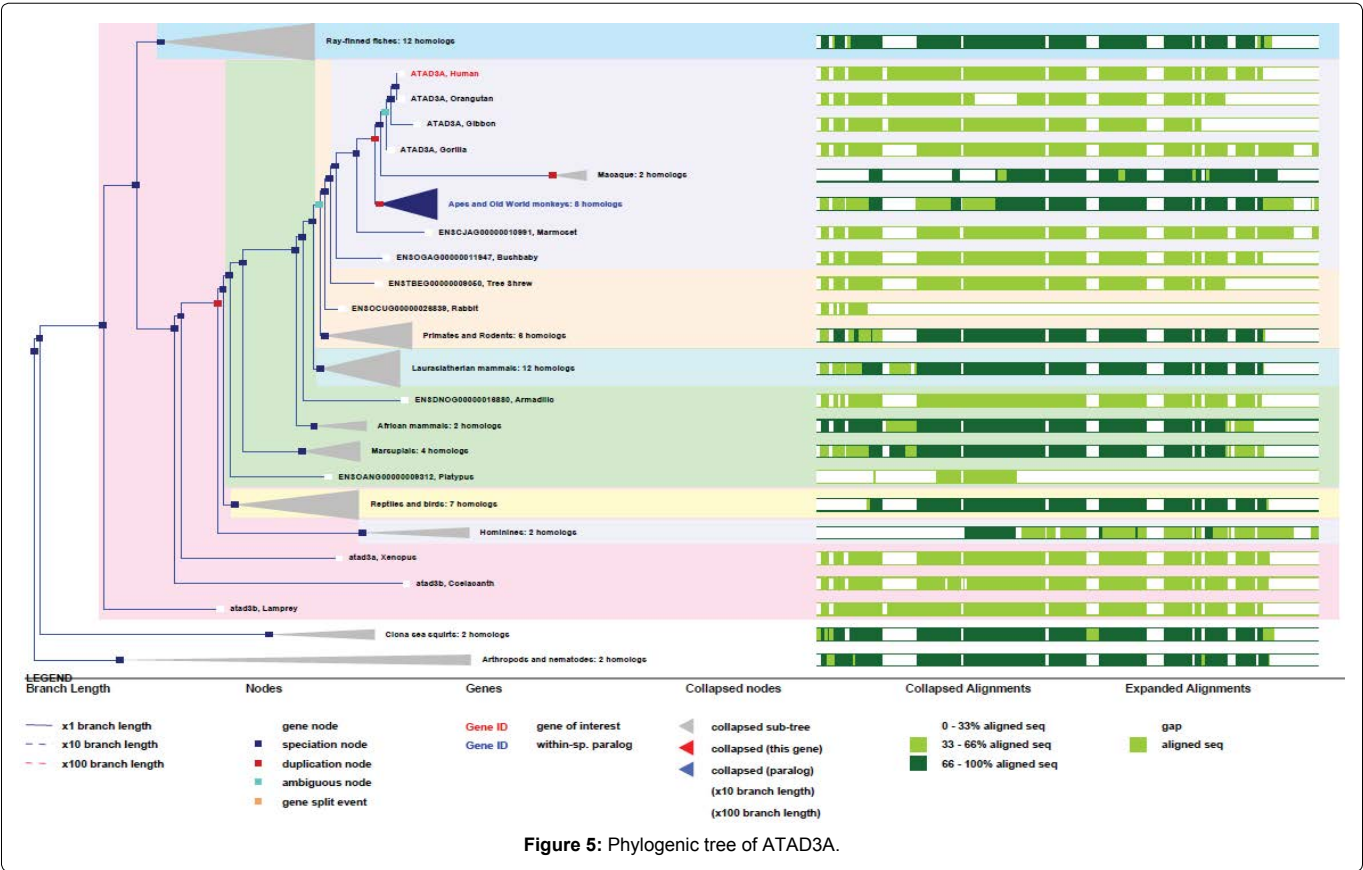 Ray-finned fishes: 12 homologs
ATAD3A, Human
ATAD3A, Orangutan
ATAD3A, Gibbon
ATAD3A, Gorilla
Macaque: 2 homologs
Apes and Old World monkeys: 8 homologs
ENSCJAG00000010991, Marmoset
ENSOGAG00000011947, Bushbaby
ENSTBEG00000009060, Tree Shrew
ENSOCUG00000026839, Rabbit
Primates and Rodents: 6 homologs
Laurasiatherian mammals: 12 homologs
ENSDNOG00000016880, Armadillo
African mammals: 2 homologs
Marsupials: 4 homologs
ENSOANG00000009312, Platypus
Reptiles and birds: 7 homologs
Hominines: 2 homologs
atad3a, Xenopus
atad3b, Coelacanth
atad3b, Lamprey
Ciona sea squirts: 2 homologs
Arthropods and nematodes: 2 homologs
LEGEND
Branch Length Nodes Genes Collapsed nodes Collapsed Alignments Expanded Alignments
x1 branch length gene node Gene ID gene of interest collapsed sub-tree 0 - 33% aligned seq gap
x10 branch length speciation node Gene ID within-sp. paralog collapsed (this gene) 33 - 66% aligned seq aligned seq
x100 branch length duplication node collapsed (paralog) 66 - 100% aligned seq
ambiguous node (x10 branch length)
gene split event (x100 branch length)
Figure 5: Phylogenic tree of ATAD3A.